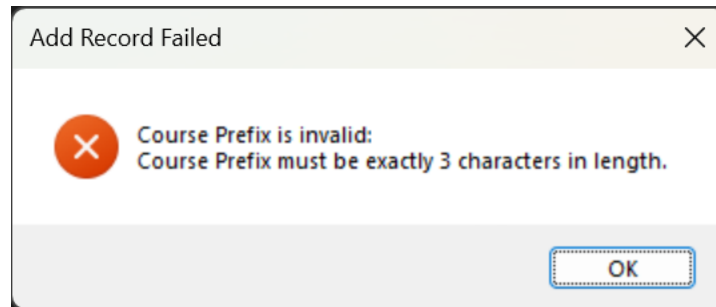 Add Record Failed
Course Prefix is invalid:
Course Prefix must be exactly 3 characters in length.
OK